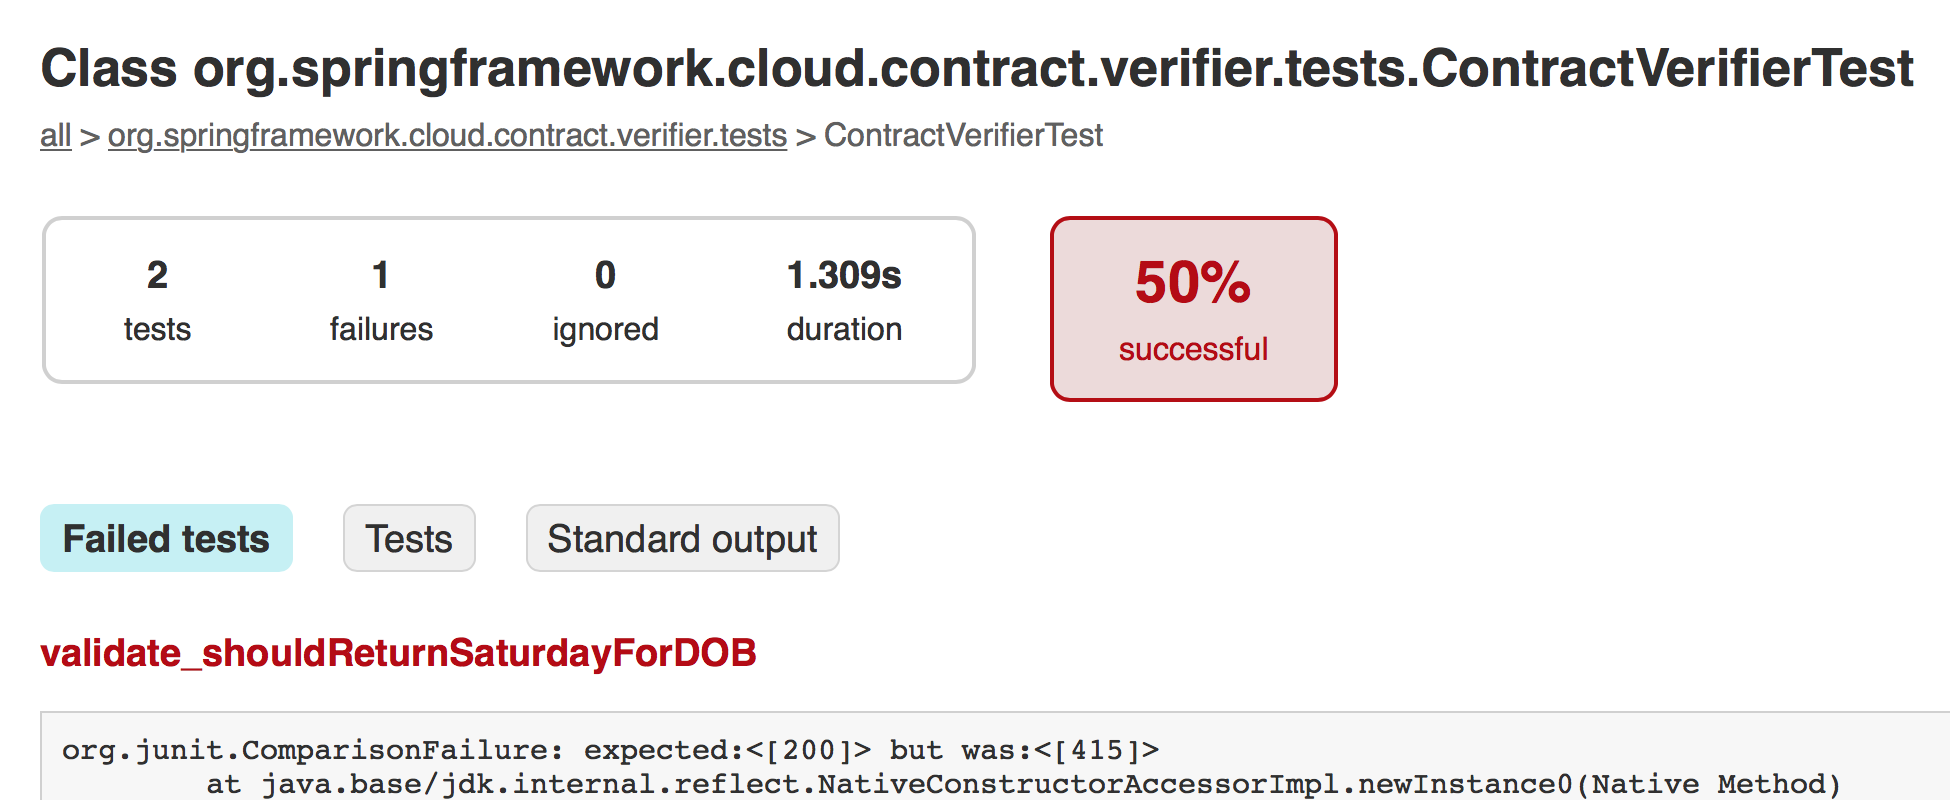 Class org.springframework.cloud.contract.verifier.tests.ContractVerifierTest
all > org.springframework.cloud.contract.verifier.tests > ContractVerifierTest
2 1 0 1.309s
tests failures ignored duration
50%
successful
Failed tests Tests Standard output
validate_shouldReturnSaturdayForDOB
org.junit.ComparisonFailure: expected:<[200]> but was:<[415]>
at java.base/jdk.internal.reflect.NativeConstructorAccessorImpl.newInstance0(Native Method)